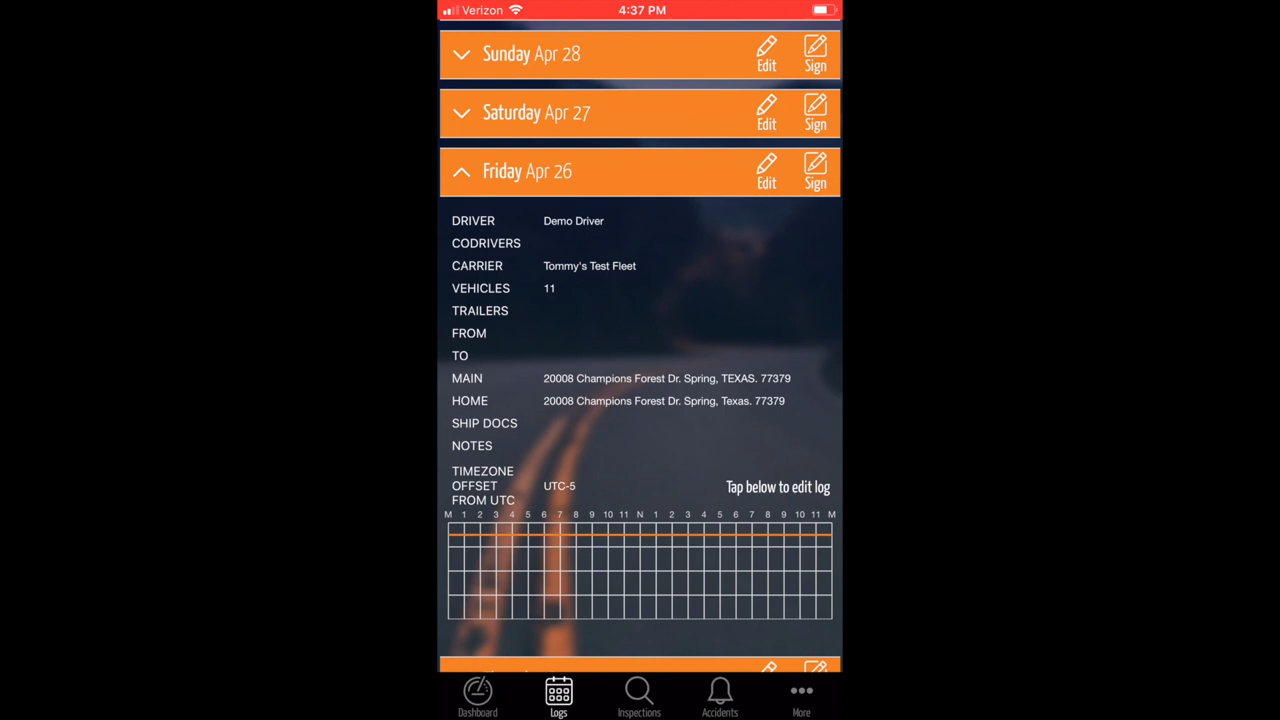 Verizon 4:37 PM
Sunday Apr 28 Edit Sign
Saturday Apr 27 Edit Sign
Friday Apr 26 Edit Sign
DRIVER Demo Driver
CODRIVERS
CARRIER Tommy's Test Fleet
VEHICLES 11
TRAILERS
FROM
TO
MAIN 20008 Champions Forest Dr. Spring, TEXAS. 77379
HOME 20008 Champions Forest Dr. Spring, Texas. 77379
SHIP DOCS
NOTES
TIMEZONE
OFFSET UTC-5 Tap below to edit log
FROM UTC
M 1 2 3 4 5 6 7 8 9 10 11 N 1 2 3 4 5 6 7 8 9 10 11 M
Dashboard Logs Inspections Accidents More